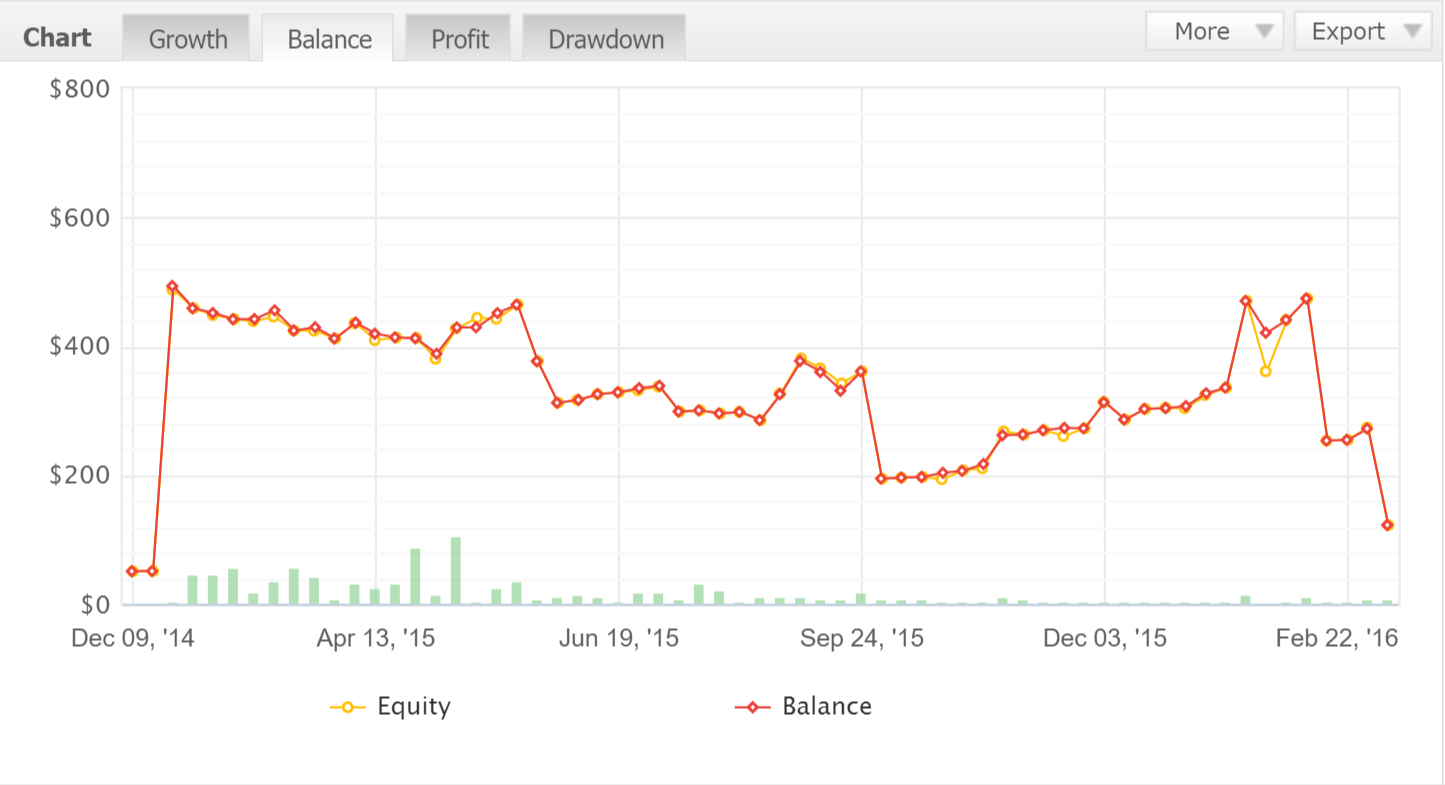 Chart Growth Balance Profit Drawdown More Export
$800
$600
$400
$200
$0
Dec 09, '14 Apr 13, '15 Jun 19, '15 Sep 24, '15 Dec 03, '15 Feb 22, '16
Equity Balance